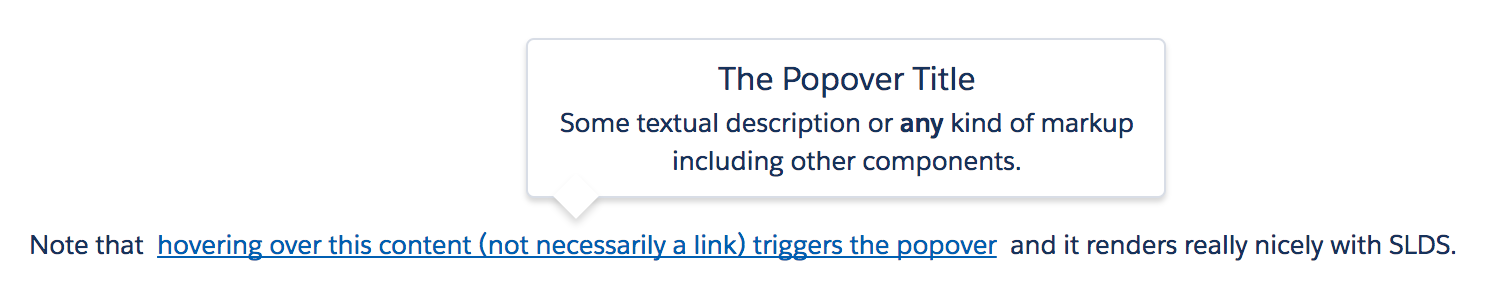 The Popover Title
Some textual description or any kind of markup
including other components.
Note that hovering over this content (not necessarily a link) triggers the popover and it renders really nicely with SLDS.